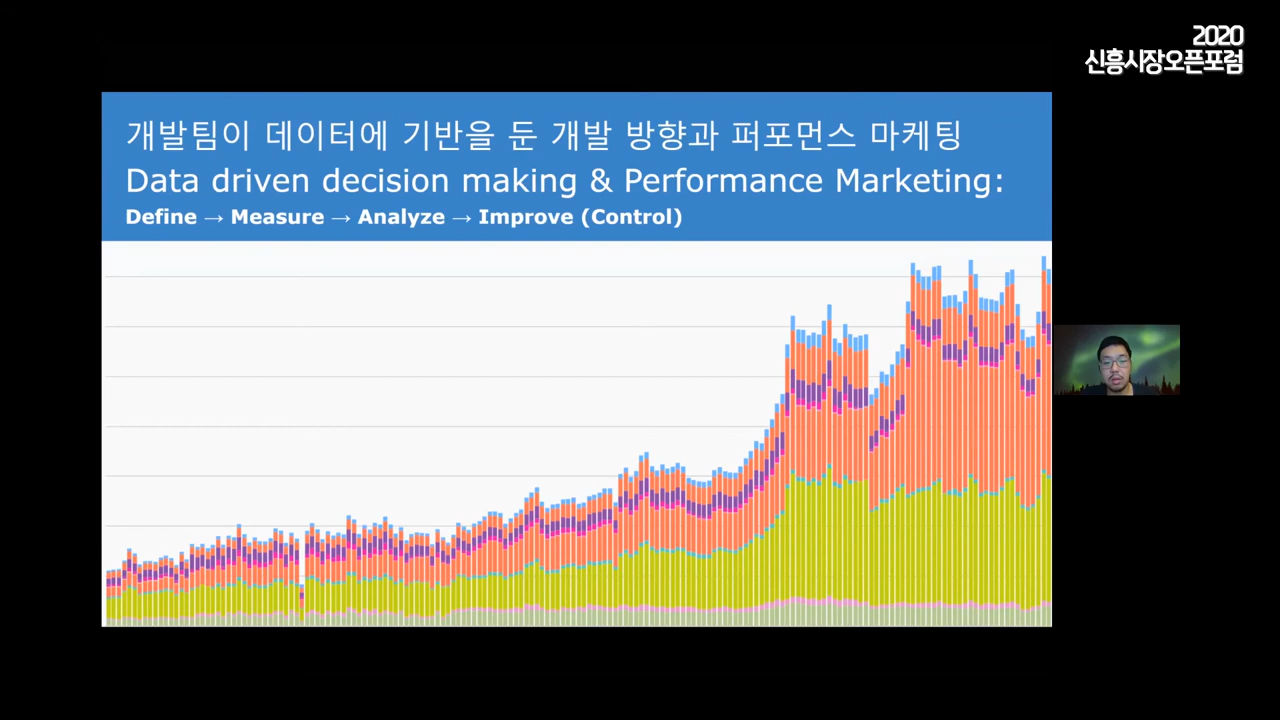 2020
신흥시장오픈포럼
개발팀이 데이터에 기반을 둔 개발 방향과 퍼포먼스 마케팅
Data driven decision making & Performance Marketing:
Define → Measure → Analyze → Improve (Control)